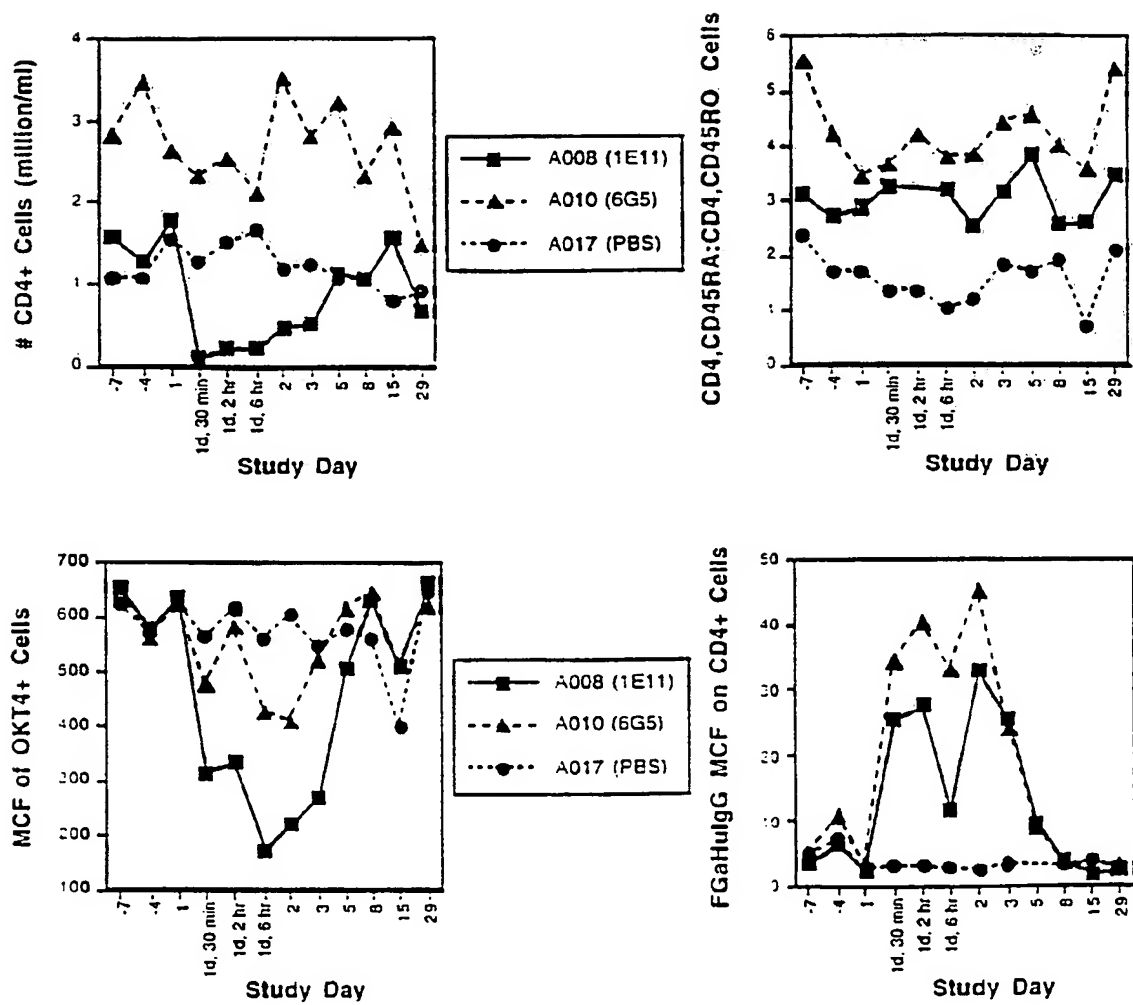 # CD4+ Cells (million/ml)
4
3
2
1
0
-7
-4
1
1d, 30 min
1d, 2 hr
1d, 6 hr
2
3
5
8
15
29
Study Day
A008 (1E11)
A010 (6G5)
A017 (PBS)
CD4,CD45RA:CD4,CD45RO Cells
6
5
4
3
2
1
0
-7
-4
1
1d, 30 min
1d, 2 hr
1d, 6 hr
2
3
5
8
15
29
Study Day
MCF of OKT4+ Cells
700
600
500
400
300
200
100
-7
-4
1
1d, 30 min
1d, 2 hr
1d, 6 hr
2
3
5
8
15
29
Study Day
A008 (1E11)
A010 (6G5)
A017 (PBS)
FGaHuIgG MCF on CD4+ Cells
50
40
30
20
10
0
-7
-4
1
1d, 30 min
1d, 2 hr
1d, 6 hr
2
3
5
8
15
29
Study Day